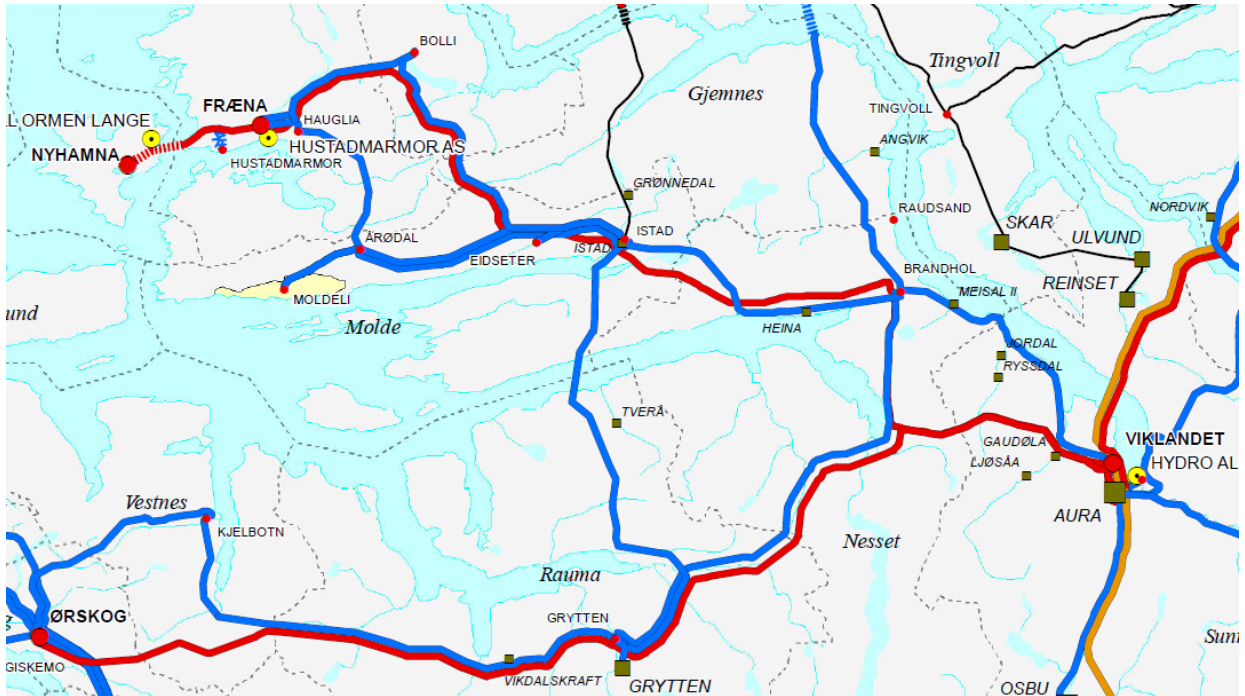 BOLLI
Tingvoll
FRÆNA
Gjemnes
HAUGLIA
TINGVOLL
ORMEN LANGE
HUSTADMARMOR AS
ANGVIK
NYHAMNA
HUSTADMARMOR
GRØNNEDAL
NORDVIK
RAUDSAND
SKAR
ISTAD
ÅRØDAL
ISTAD
ULVUND
EIDSETER
BRANDHOL
REINSET
MEISAL II
MOLDELI
und
Molde
HEINA
JORDAL
RYSSDAL
TVERÅ
GAUDØLA
VIKLANDET
LJØSÅA
HYDRO AL
Vestnes
AURA
KJELBOTN
Nesset
Rauma
ØRSKOG
GRYTTEN
Sunn
GISKEMO
VIKDALSKRAFT
GRYTTEN
OSBU